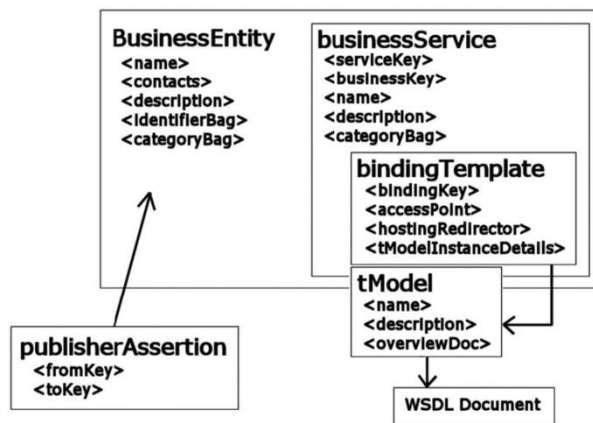 BusinessEntity
<name>
<contacts>
<description>
<identifierBag>
<categoryBag>
businessService
<serviceKey>
<businessKey>
<name>
<description>
<categoryBag>
bindingTemplate
<bindingKey>
<accessPoint>
<hostingRedirector>
<tModelInstanceDetails>
tModel
<name>
<description>
<overviewDoc>
publisherAssertion
<fromKey>
<toKey>
WSDL Document